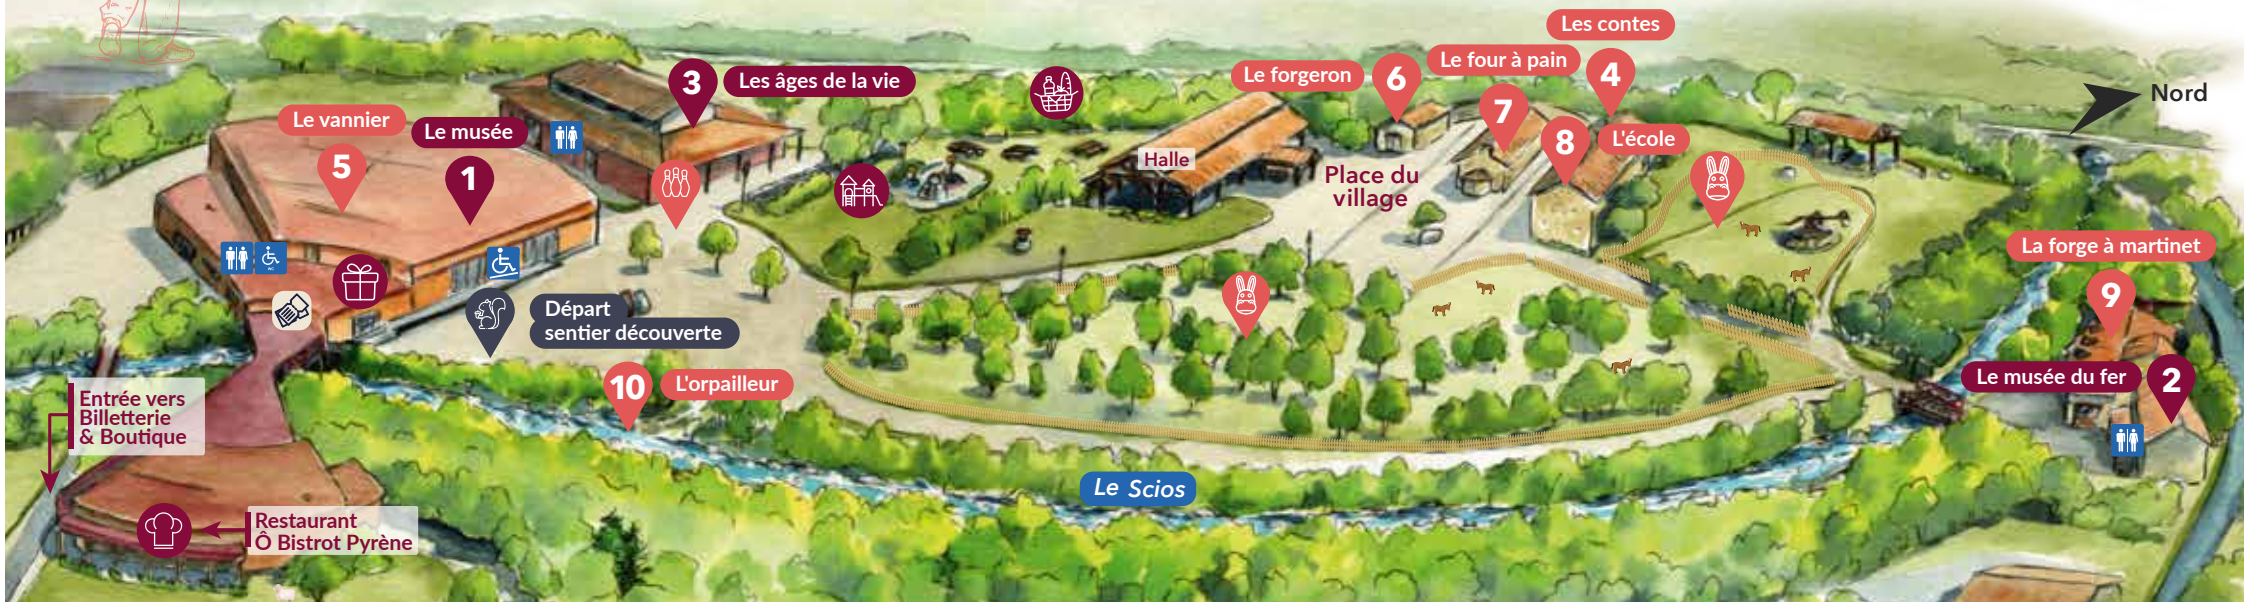 Les contes
Le forgeron
6
Le four à pain
4
Nord
3
Les âges de la vie
7
Le vannier
5
Le musée
1
8
L'école
Halle
Place du
village
La forge à martinet
9
Départ
sentier découverte
10
L'orpailleur
Le musée du fer
2
Entrée vers
Billetterie
& Boutique
Le Scios
Restaurant
Ô Bistrot Pyrène
WC